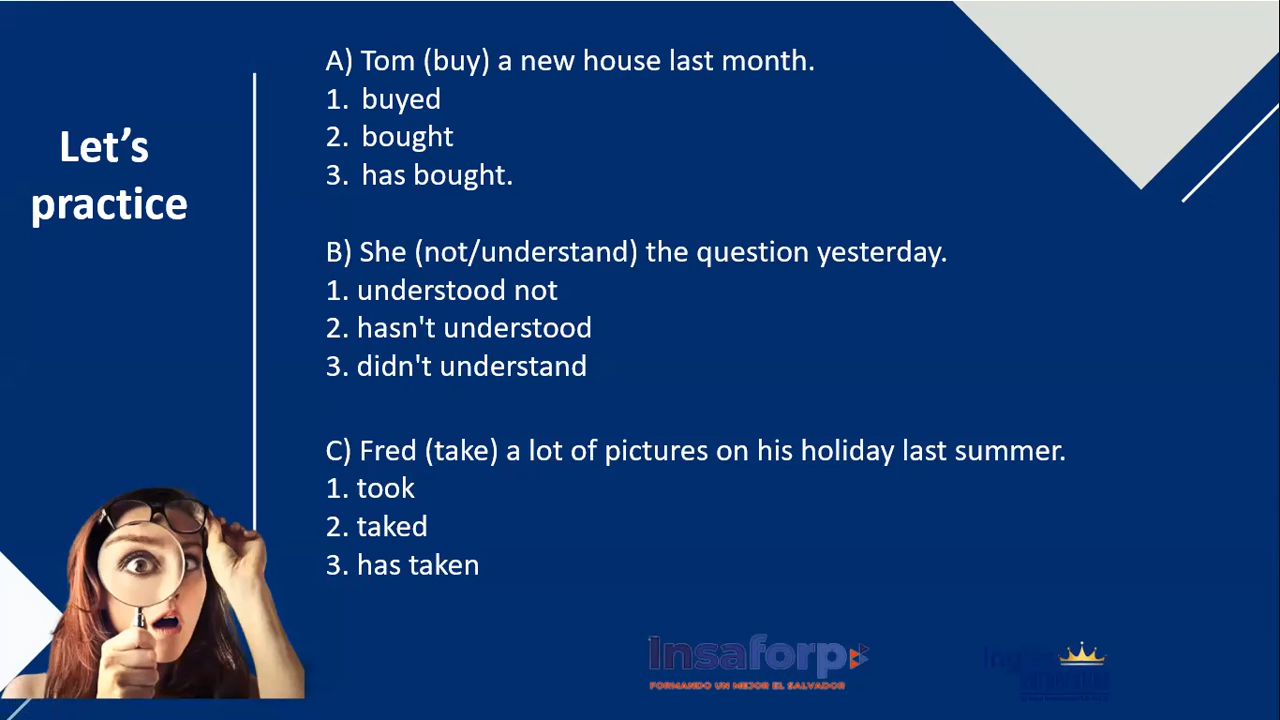 Let's
practice
A) Tom (buy) a new house last month.
1. buyed
2. bought
3. has bought.
B) She (not/understand) the question yesterday.
1. understood not
2. hasn't understood
3. didn't understand
C) Fred (take) a lot of pictures on his holiday last summer.
1. took
2. taked
3. has taken
Insaforp
FORMANDO UN MEJOR EL SALVADOR